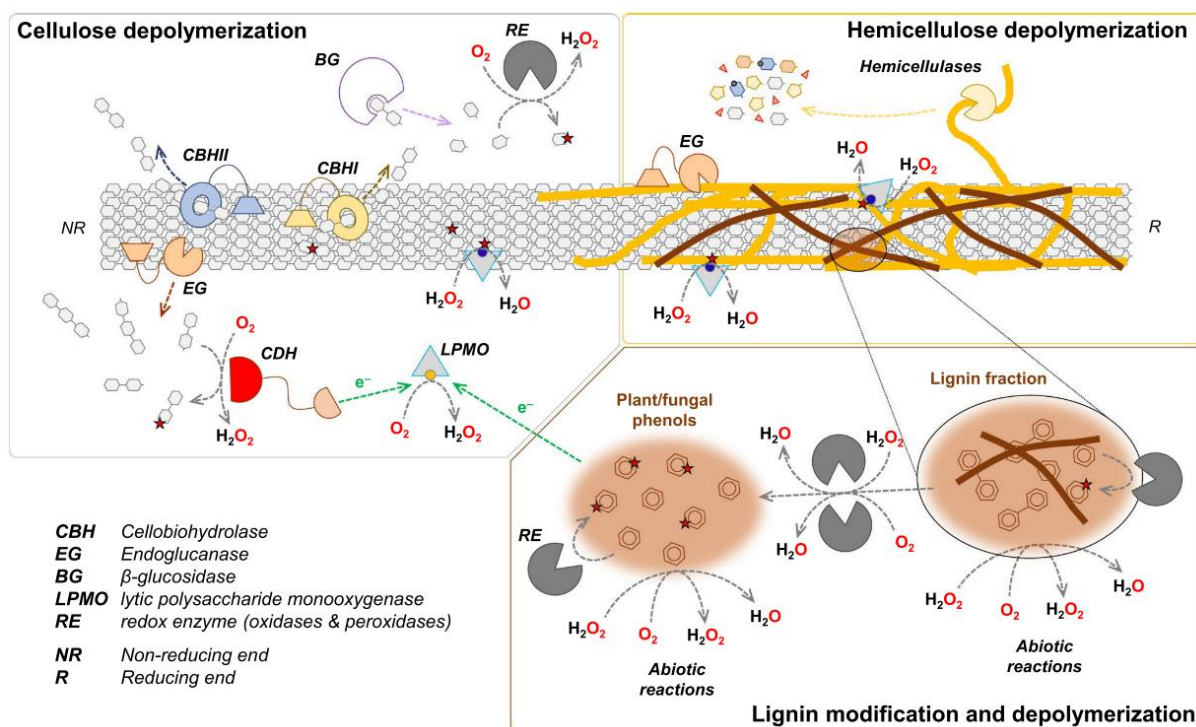 Cellulose depolymerization
RE
O2
H2O2
BG
CBHII
CBHI
NR
EG
H2O2
H2O
O2
CDH
LPMO
e–
O2
H2O2
H2O2
Hemicellulose depolymerization
Hemicellulases
EG
H2O
H2O2
R
H2O2
H2O
Lignin fraction
Plant/fungal
phenols
e–
H2O
H2O2
RE
H2O
O2
H2O2
O2
H2O2
H2O
Abiotic
reactions
H2O2
O2
H2O2
H2O
Abiotic
reactions
Lignin modification and depolymerization
CBH Cellobiohydrolase
EG Endoglucanase
BG β-glucosidase
LPMO lytic polysaccharide monooxygenase
RE redox enzyme (oxidases & peroxidases)
NR Non-reducing end
R Reducing end